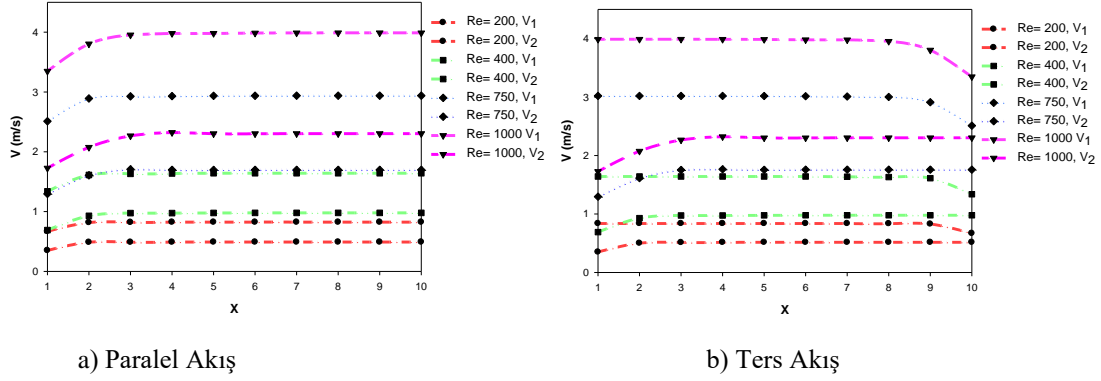 V (m/s)
4
3
2
1
0
1 2 3 4 5 6 7 8 9 10
X
Re= 200, V1
Re= 200, V2
Re= 400, V1
Re= 400, V2
Re= 750, V1
Re= 750, V2
Re= 1000 V1
Re= 1000, V2
a) Paralel Akış
V (m/s)
4
3
2
1
0
1 2 3 4 5 6 7 8 9 10
X
Re= 200, V1
Re= 200, V2
Re= 400, V1
Re= 400, V2
Re= 750, V1
Re= 750, V2
Re= 1000 V1
Re= 1000, V2
b) Ters Akış